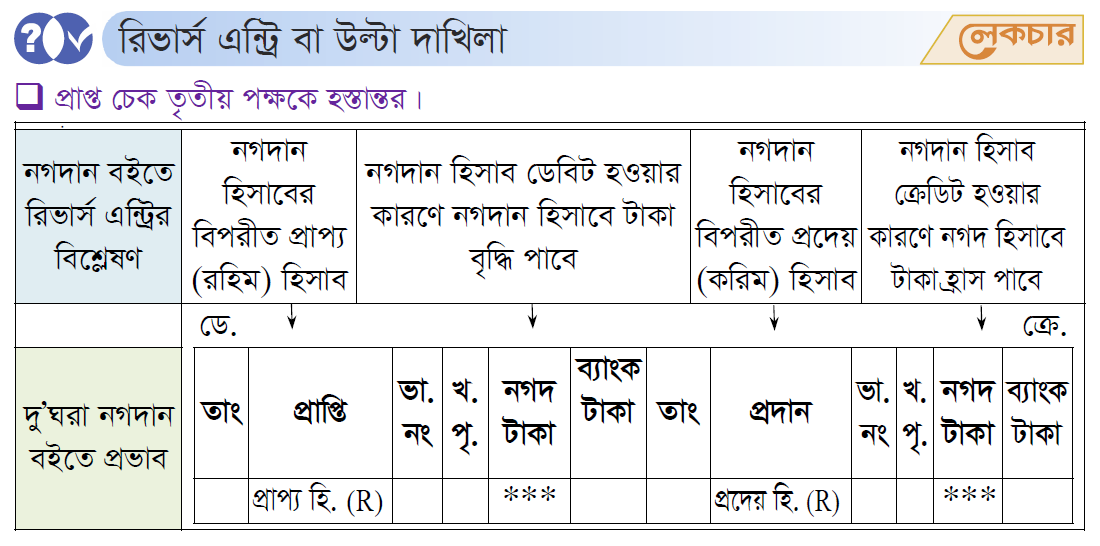 রিভার্স এন্ট্রি বা উল্টা দাখিলা
লেকচার
প্রাপ্ত চেক তৃতীয় পক্ষকে হস্তান্তর।
নগদান বইতে
রিভার্স এন্ট্রির
বিশ্লেষণ
নগদান
হিসাবের
বিপরীত প্রাপ্য
(রহিম) হিসাব
নগদান হিসাব ডেবিট হওয়ার
কারণে নগদান হিসাবে টাকা
বৃদ্ধি পাবে
নগদান
হিসাবের
বিপরীত প্রদেয়
(করিম) হিসাব
নগদান হিসাব
ক্রেডিট হওয়ার
কারণে নগদ হিসাবে
টাকা হ্রাস পাবে
ডে.
ক্রে.
দু’ঘরা নগদান
বইতে প্রভাব
তাং
প্রাপ্তি
ভা.
নং
খ.
পৃ.
নগদ
টাকা
ব্যাংক
টাকা
তাং
প্রদান
ভা.
নং
খ.
পৃ.
নগদ
টাকা
ব্যাংক
টাকা
প্রাপ্য হি. (R)
***
প্রদেয় হি. (R)
***